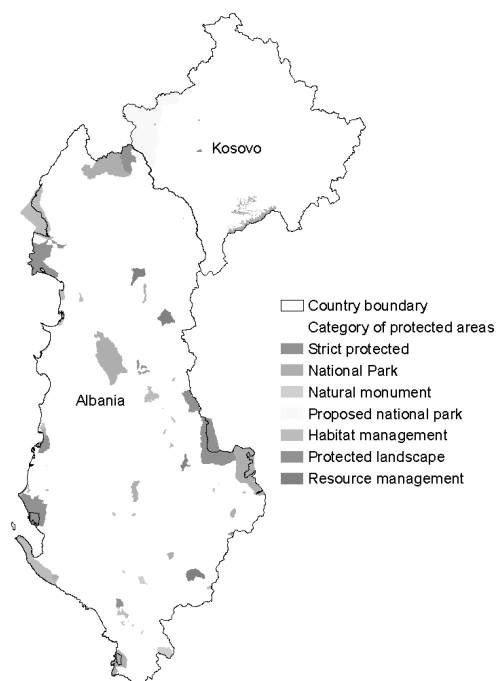 Kosovo
Albania
Country boundary
Category of protected areas
Strict protected
National Park
Natural monument
Proposed national park
Habitat management
Protected landscape
Resource management